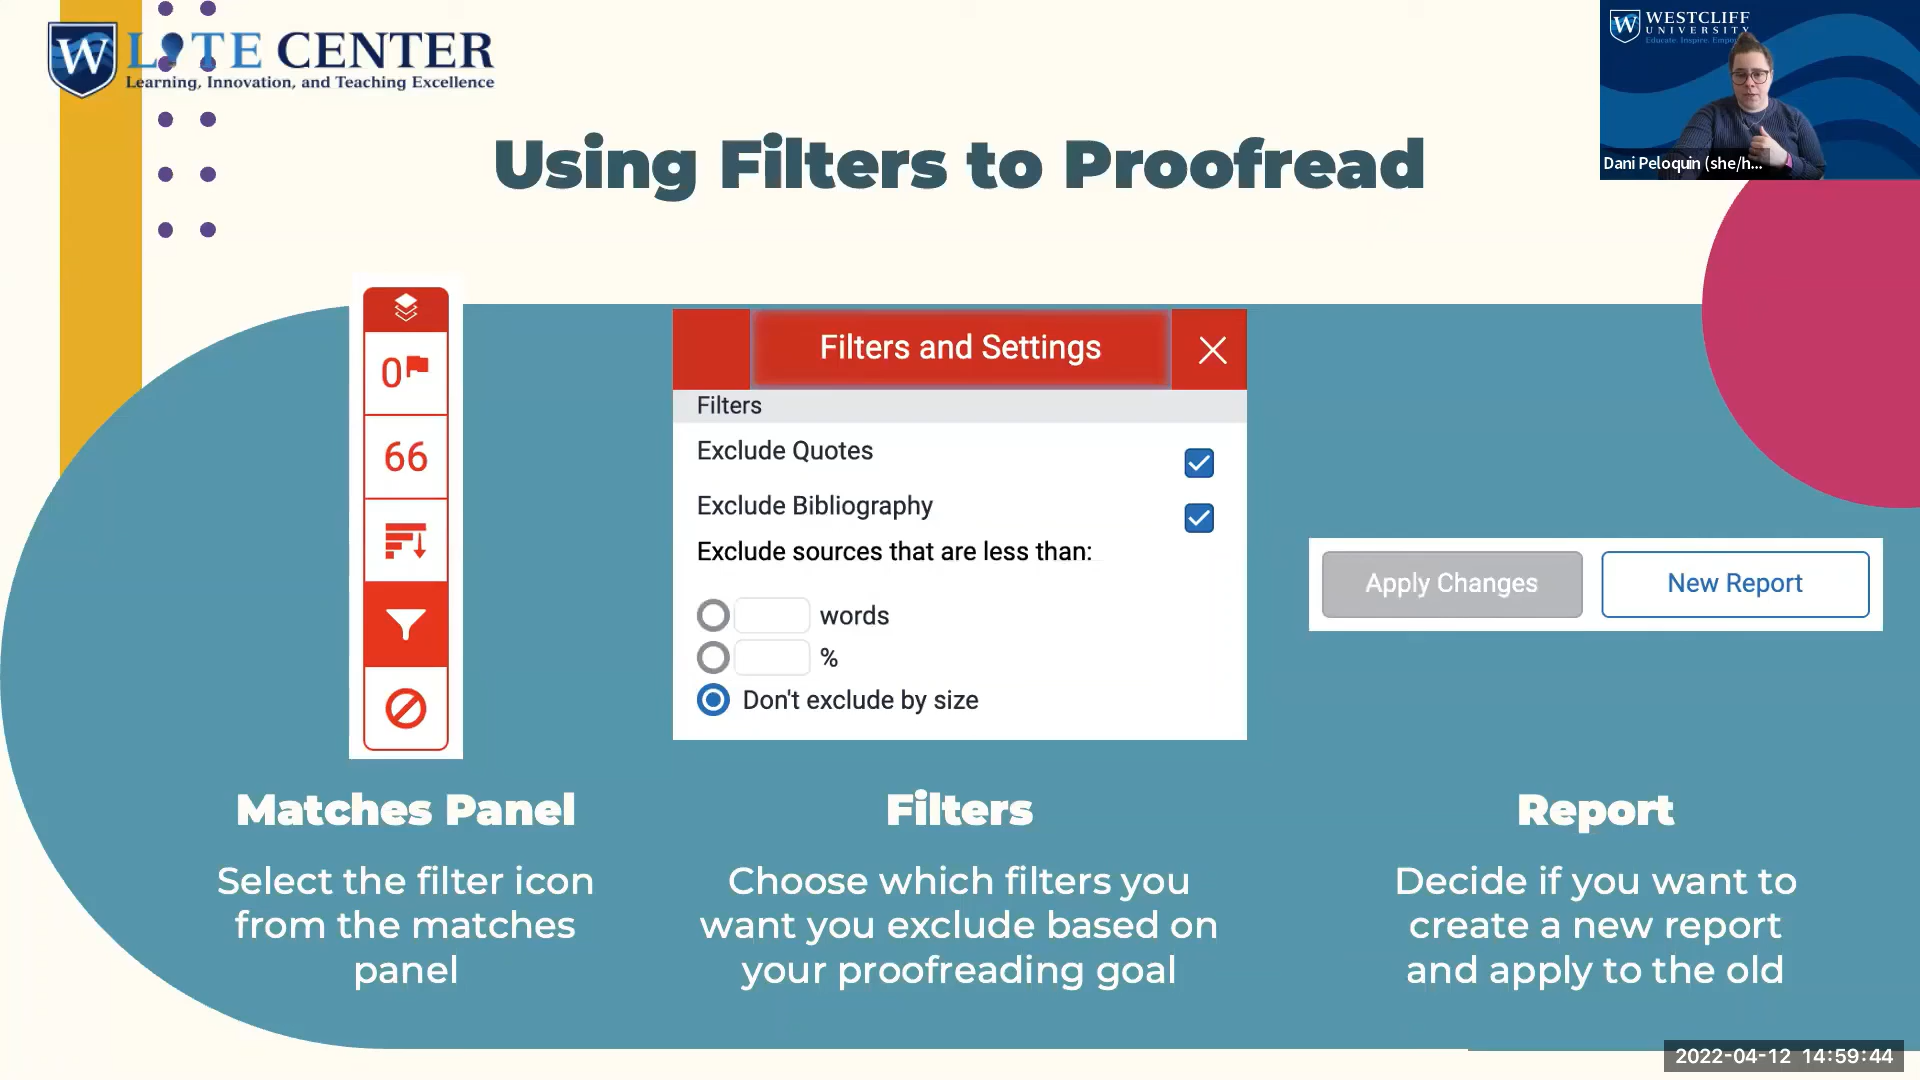 W LITE CENTER
Learning, Innovation, and Teaching Excellence
W WESTCLIFF
UNIVERSITY
Educate. Inspire. Empo
Dani Peloquin (she/h...
Using Filters to Proofread
0
66
Filters and Settings
Filters
Exclude Quotes
Exclude Bibliography
Exclude sources that are less than:
words
%
Don't exclude by size
Apply Changes
New Report
Matches Panel
Select the filter icon
from the matches
panel
Filters
Choose which filters you
want you exclude based on
your proofreading goal
Report
Decide if you want to
create a new report
and apply to the old
2022-04-12 14:59:44